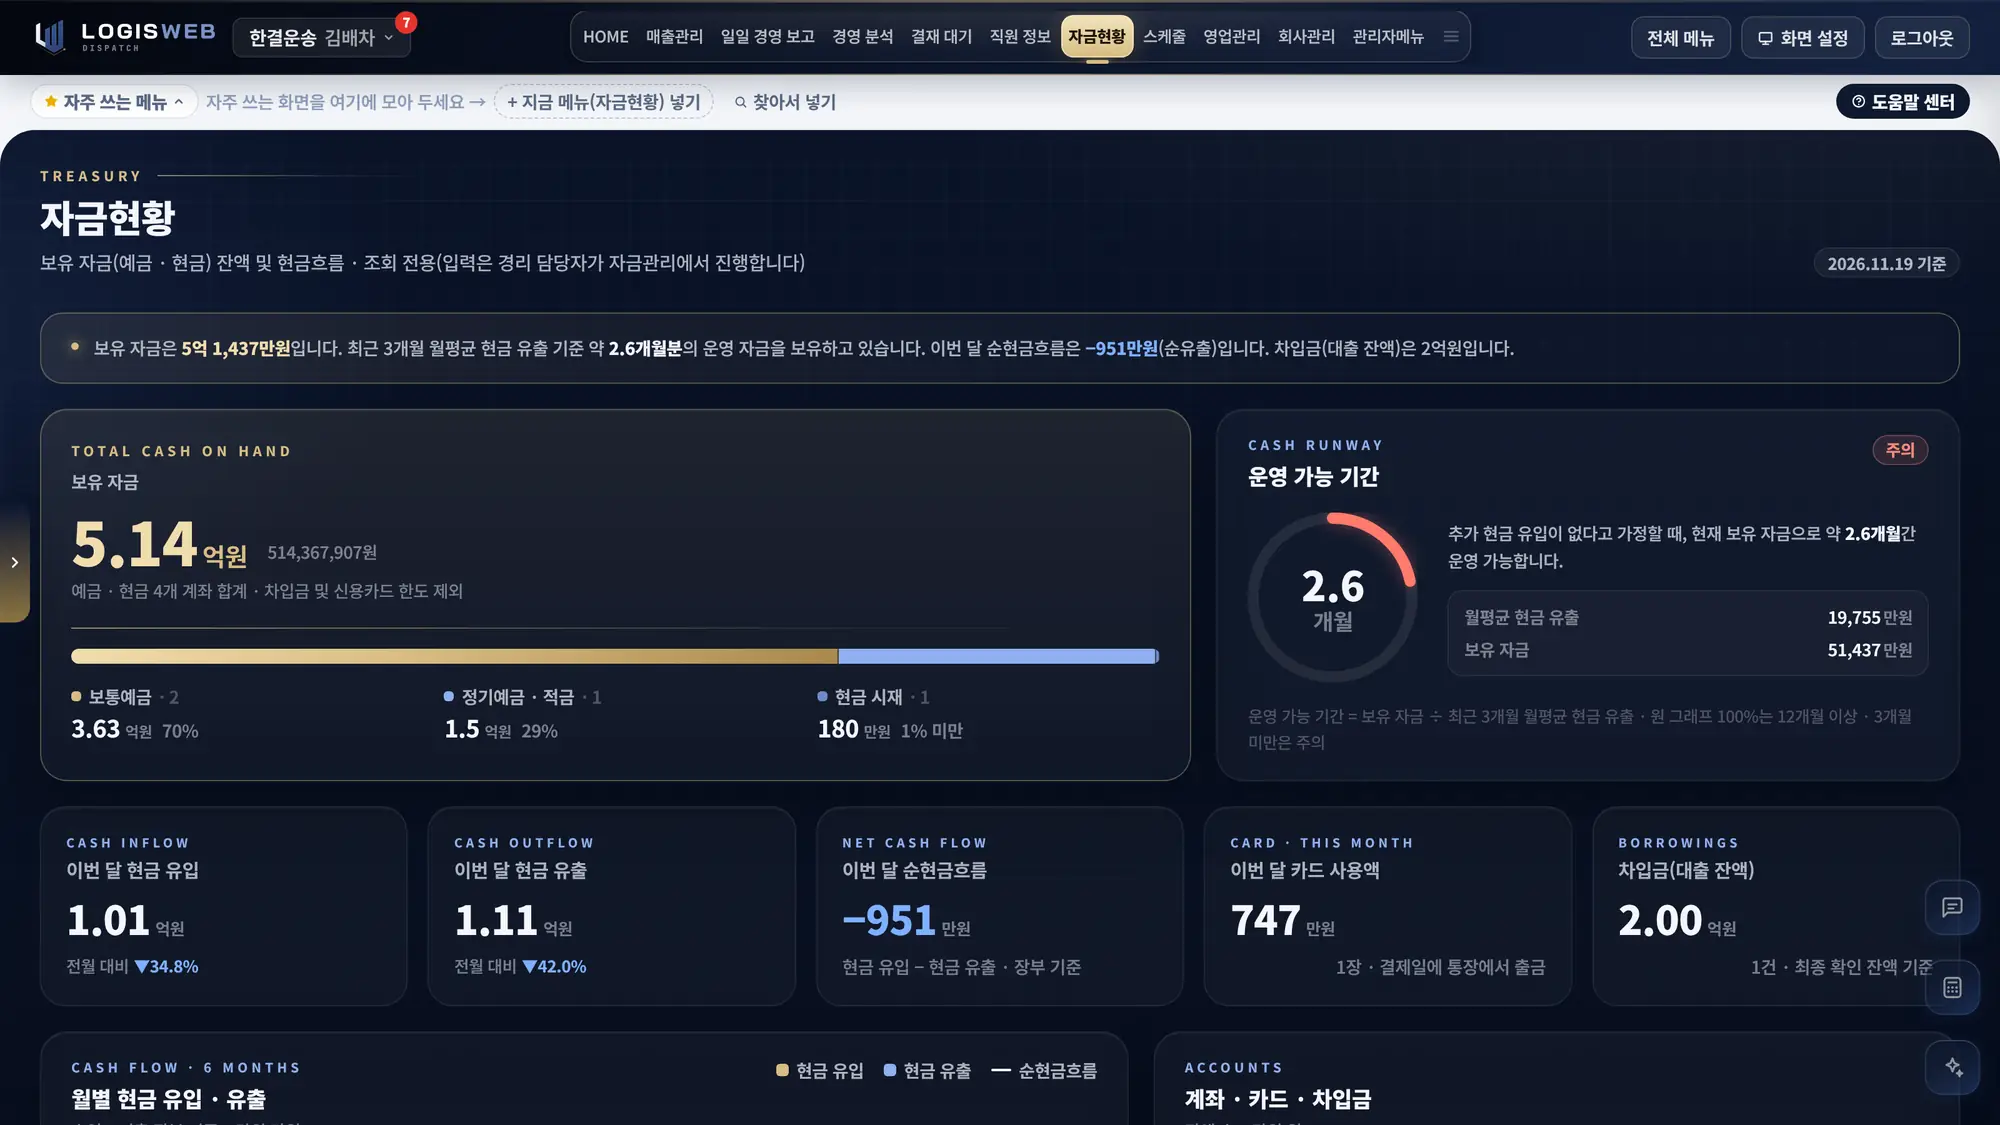 LOGISWEB
DISPATCH
한결운송 김배차
7
HOME 매출관리 일일 경영 보고 경영 분석 결재 대기 직원 정보 자금현황 스케줄 영업관리 회사관리 관리자메뉴
전체 메뉴
화면 설정
로그아웃
자주 쓰는 메뉴
자주 쓰는 화면을 여기에 모아 두세요 →
+ 지금 메뉴(자금현황) 넣기
찾아서 넣기
도움말 센터
TREASURY
자금현황
보유 자금(예금 · 현금) 잔액 및 현금흐름 · 조회 전용(입력은 경리 담당자가 자금관리에서 진행합니다)
2026.11.19 기준
보유 자금은 5억 1,437만원입니다. 최근 3개월 월평균 현금 유출 기준 약 2.6개월분의 운영 자금을 보유하고 있습니다. 이번 달 순현금흐름은 −951만원(순유출)입니다. 차입금(대출 잔액)은 2억원입니다.
TOTAL CASH ON HAND
보유 자금
5.14 억원 514,367,907원
예금 · 현금 4개 계좌 합계 · 차입금 및 신용카드 한도 제외
보통예금 · 2
3.63 억원 70%
정기예금 · 적금 · 1
1.5 억원 29%
현금 시재 · 1
180 만원 1% 미만
CASH RUNWAY
운영 가능 기간
주의
2.6
개월
추가 현금 유입이 없다고 가정할 때, 현재 보유 자금으로 약 2.6개월간
운영 가능합니다.
월평균 현금 유출 19,755만원
보유 자금 51,437만원
운영 가능 기간 = 보유 자금 ÷ 최근 3개월 월평균 현금 유출 · 원 그래프 100%는 12개월 이상 · 3개월
미만은 주의
CASH INFLOW
이번 달 현금 유입
1.01 억원
전월 대비 ▼34.8%
CASH OUTFLOW
이번 달 현금 유출
1.11 억원
전월 대비 ▼42.0%
NET CASH FLOW
이번 달 순현금흐름
−951 만원
현금 유입 − 현금 유출 · 장부 기준
CARD · THIS MONTH
이번 달 카드 사용액
747 만원
1장 · 결제일에 통장에서 출금
BORROWINGS
차입금(대출 잔액)
2.00 억원
1건 · 최종 확인 잔액 기준
CASH FLOW · 6 MONTHS
월별 현금 유입 · 유출
현금 유입 현금 유출 순현금흐름
ACCOUNTS
계좌 · 카드 · 차입금